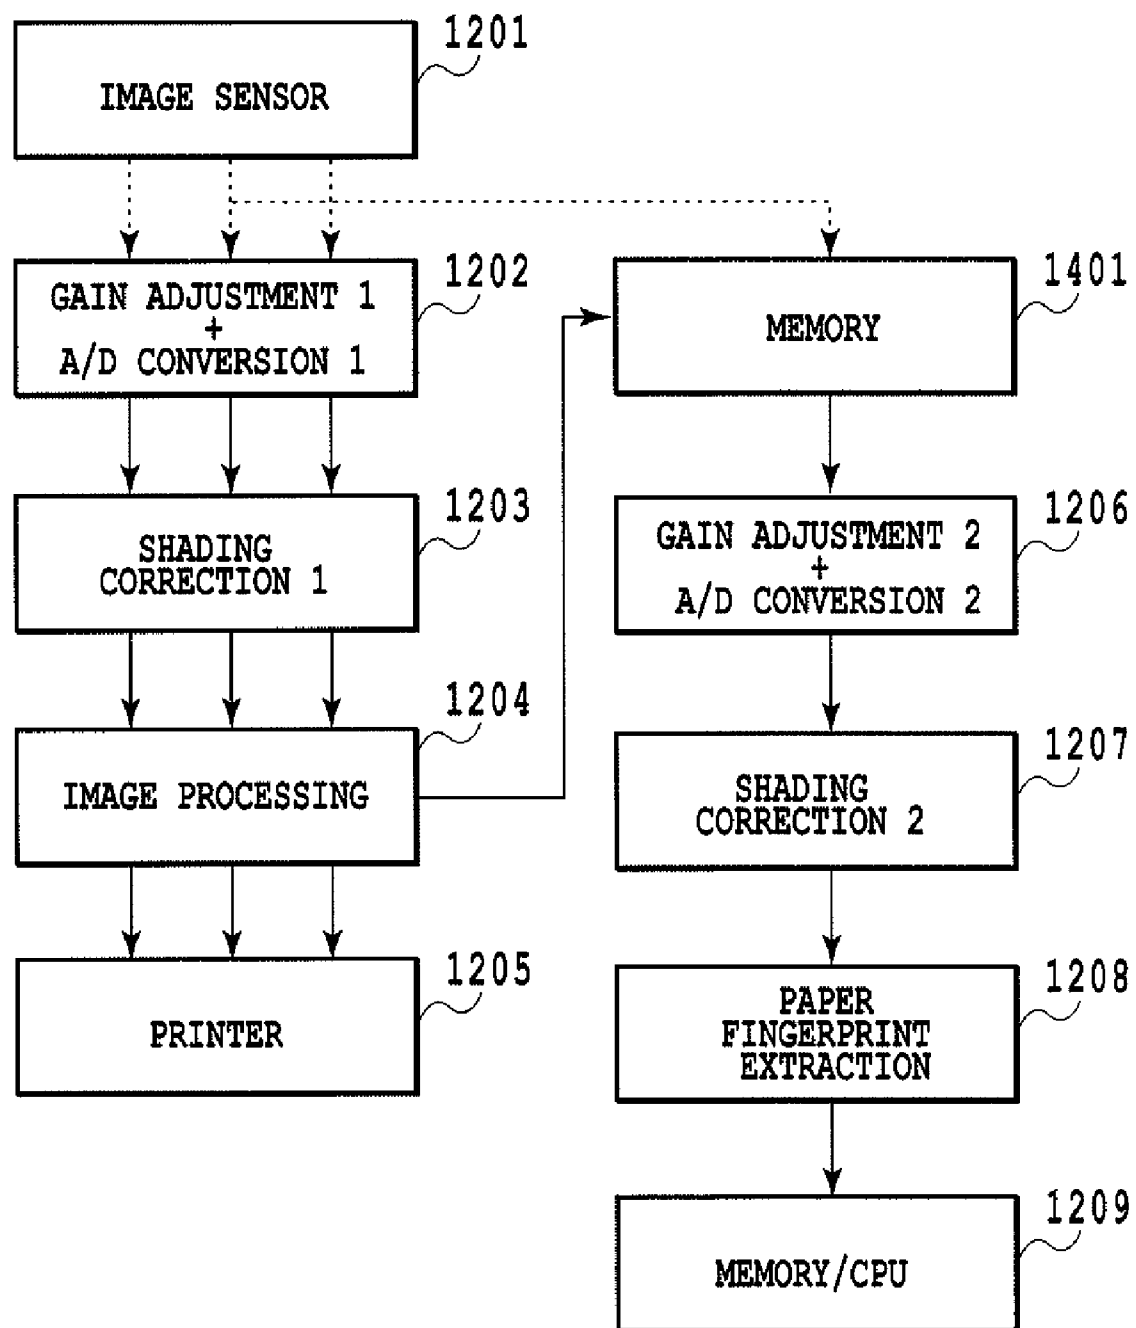 1201
IMAGE SENSOR
1202
GAIN ADJUSTMENT 1
+
A/D CONVERSION 1
1401
MEMORY
1203
SHADING
CORRECTION 1
1206
GAIN ADJUSTMENT 2
+
A/D CONVERSION 2
1204
IMAGE PROCESSING
1207
SHADING
CORRECTION 2
1205
PRINTER
1208
PAPER
FINGERPRINT
EXTRACTION
1209
MEMORY/CPU